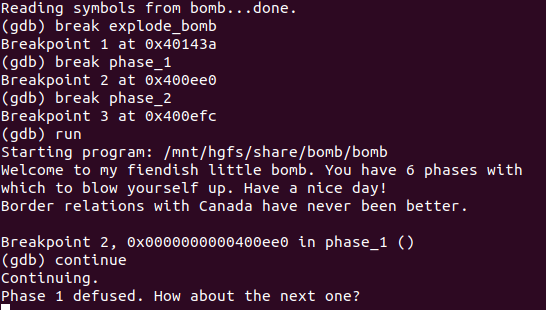 Reading symbols from bomb...done.
(gdb) break explode_bomb
Breakpoint 1 at 0x40143a
(gdb) break phase_1
Breakpoint 2 at 0x400ee0
(gdb) break phase_2
Breakpoint 3 at 0x400efc
(gdb) run
Starting program: /mnt/hgfs/share/bomb/bomb
Welcome to my fiendish little bomb. You have 6 phases with
which to blow yourself up. Have a nice day!
Border relations with Canada have never been better.
Breakpoint 2, 0x0000000000400ee0 in phase_1 ()
(gdb) continue
Continuing.
Phase 1 defused. How about the next one?